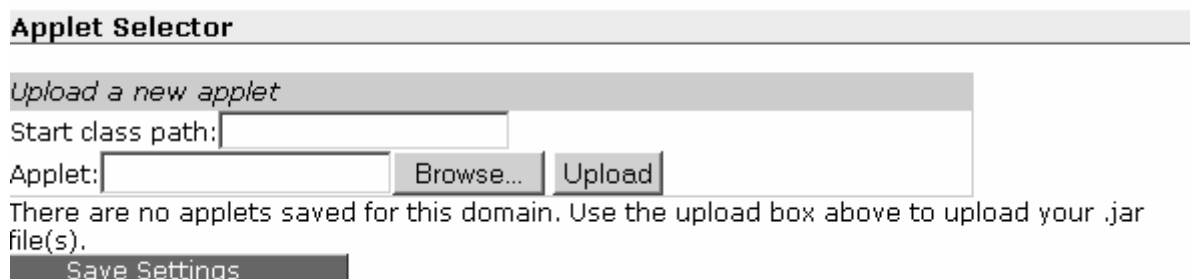 Applet Selector
Upload a new applet
Start class path:
Applet: Browse... Upload
There are no applets saved for this domain. Use the upload box above to upload your .jar
file(s).
Save Settings